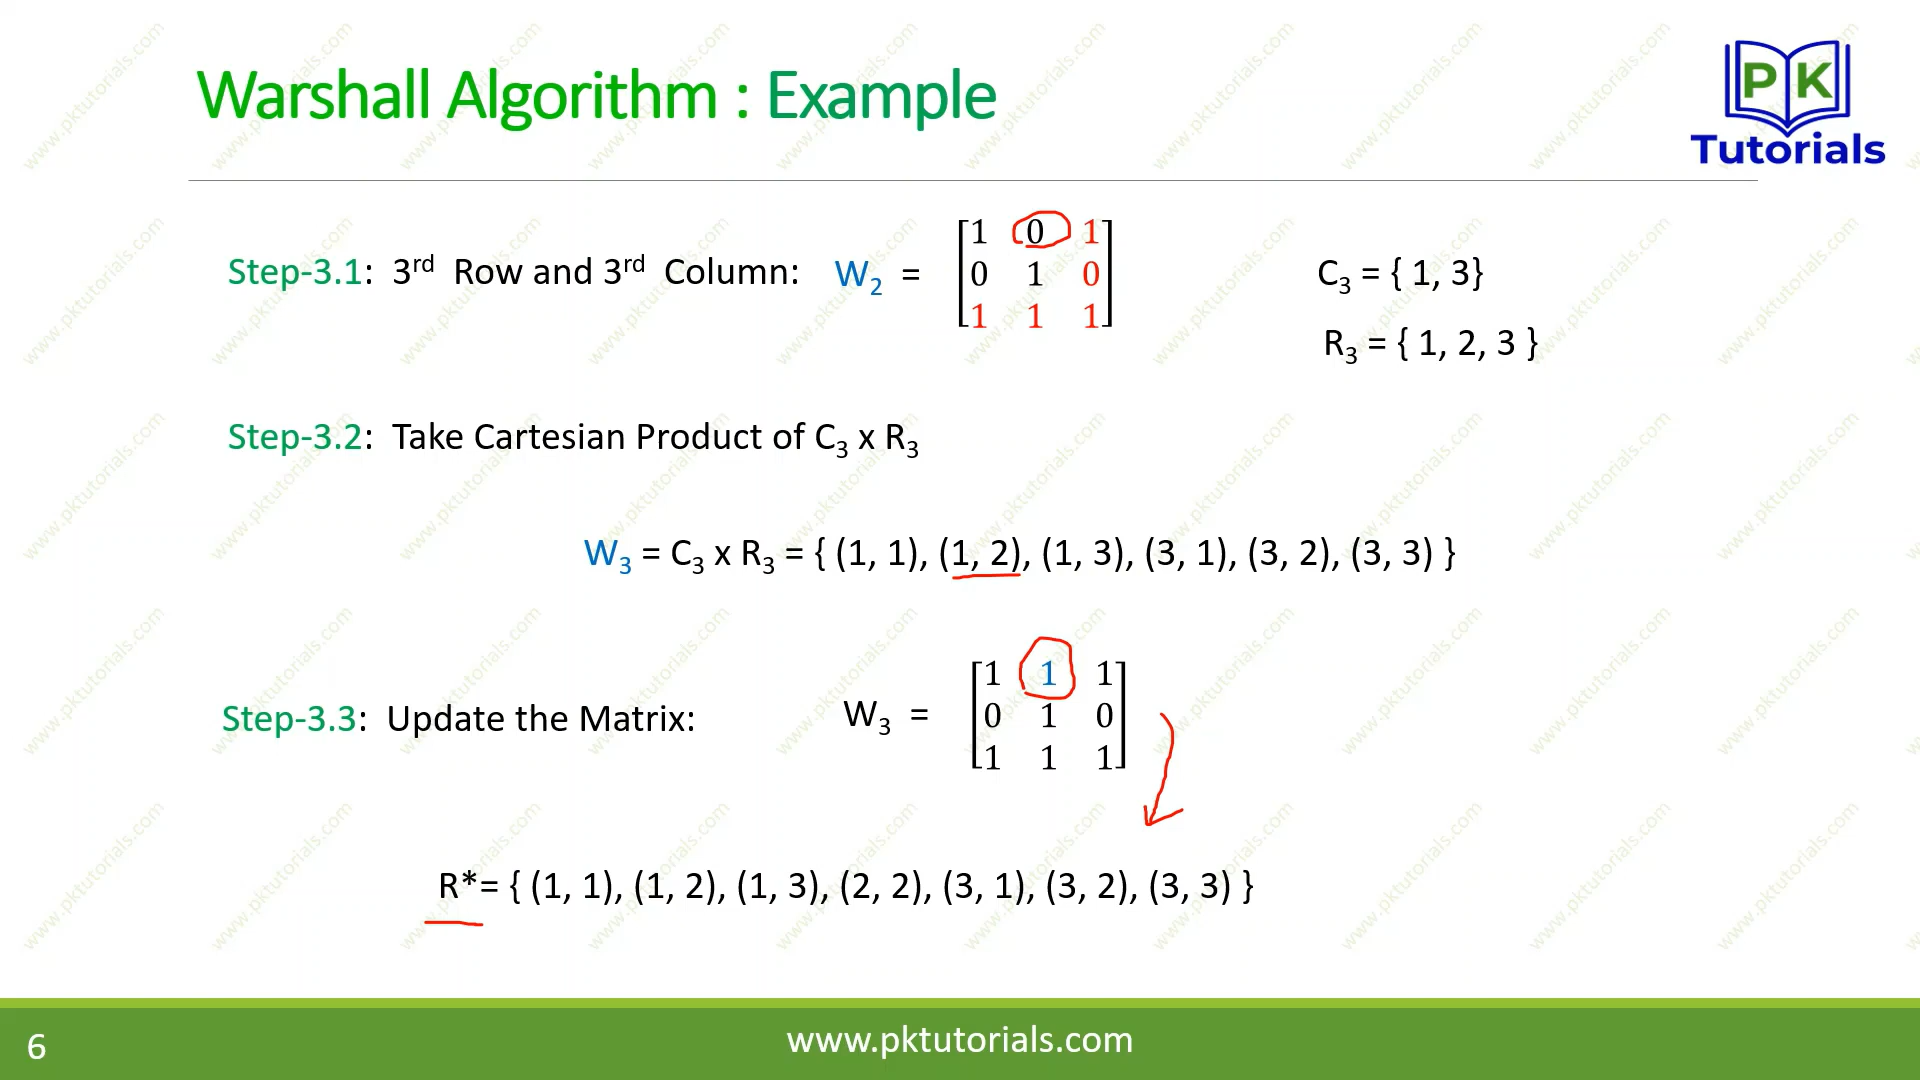 Warshall Algorithm : Example
PK
Tutorials
Step-3.1: 3rd Row and 3rd Column: W2 =
1 0 1
0 1 0
1 1 1
C3 = { 1, 3}
R3 = { 1, 2, 3 }
Step-3.2: Take Cartesian Product of C3 x R3
W3 = C3 x R3 = { (1, 1), (1, 2), (1, 3), (3, 1), (3, 2), (3, 3) }
Step-3.3: Update the Matrix: W3 =
1 1 1
0 1 0
1 1 1
R*= { (1, 1), (1, 2), (1, 3), (2, 2), (3, 1), (3, 2), (3, 3) }
6
www.pktutorials.com